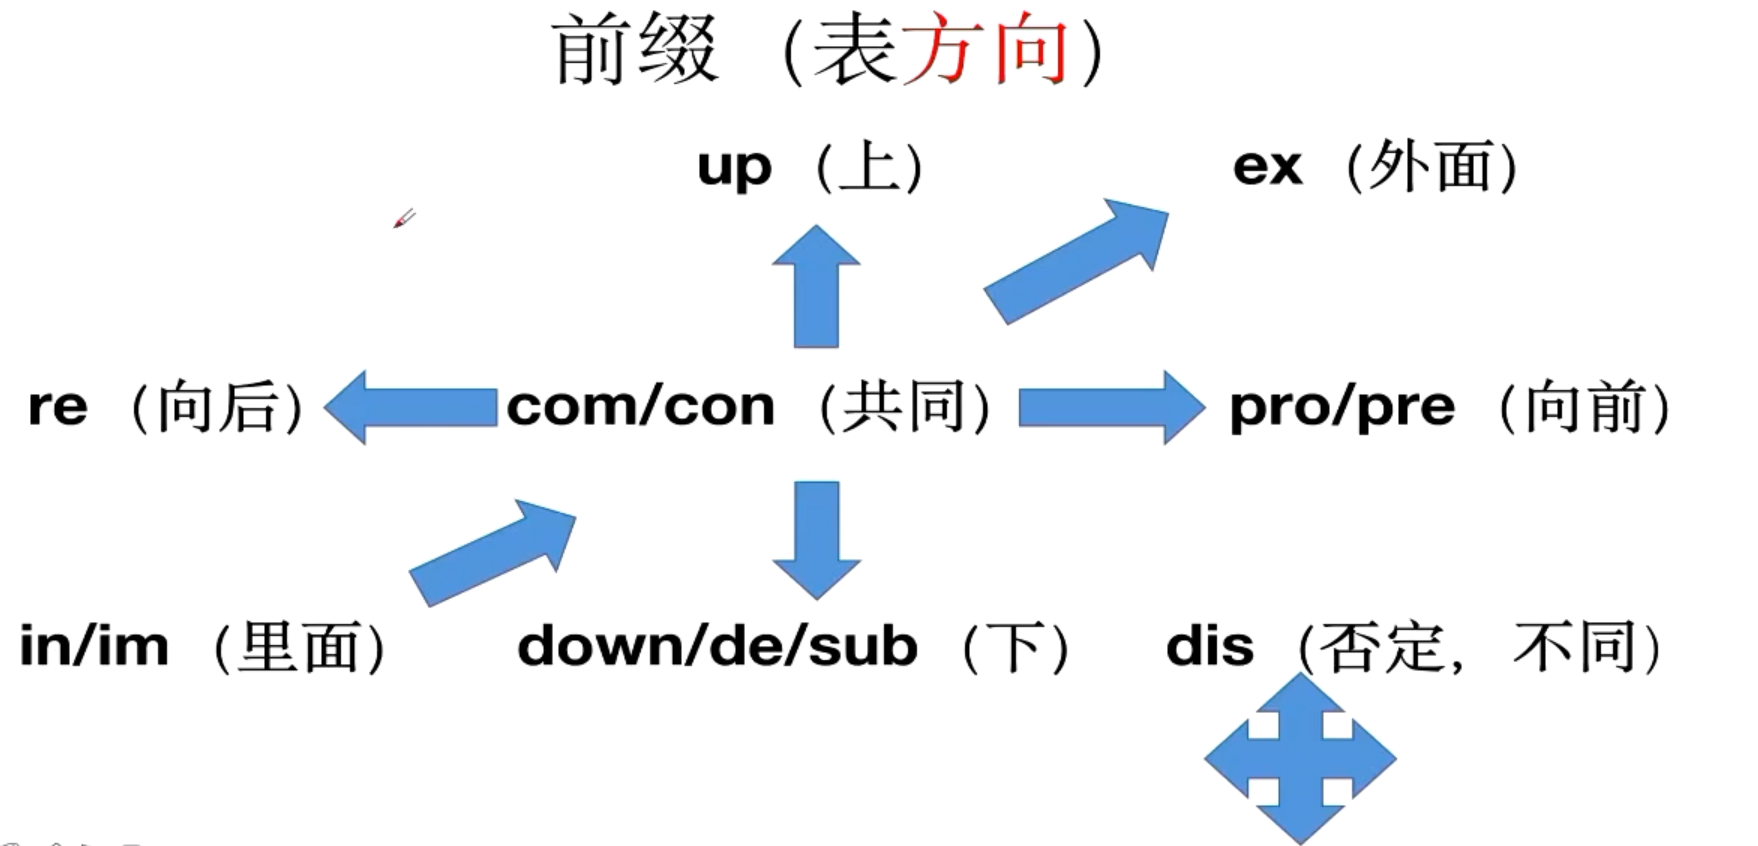 前缀（表方向）
up（上） ex（外面）
re（向后） com/con（共同） pro/pre（向前）
in/im（里面） down/de/sub（下） dis（否定，不同）